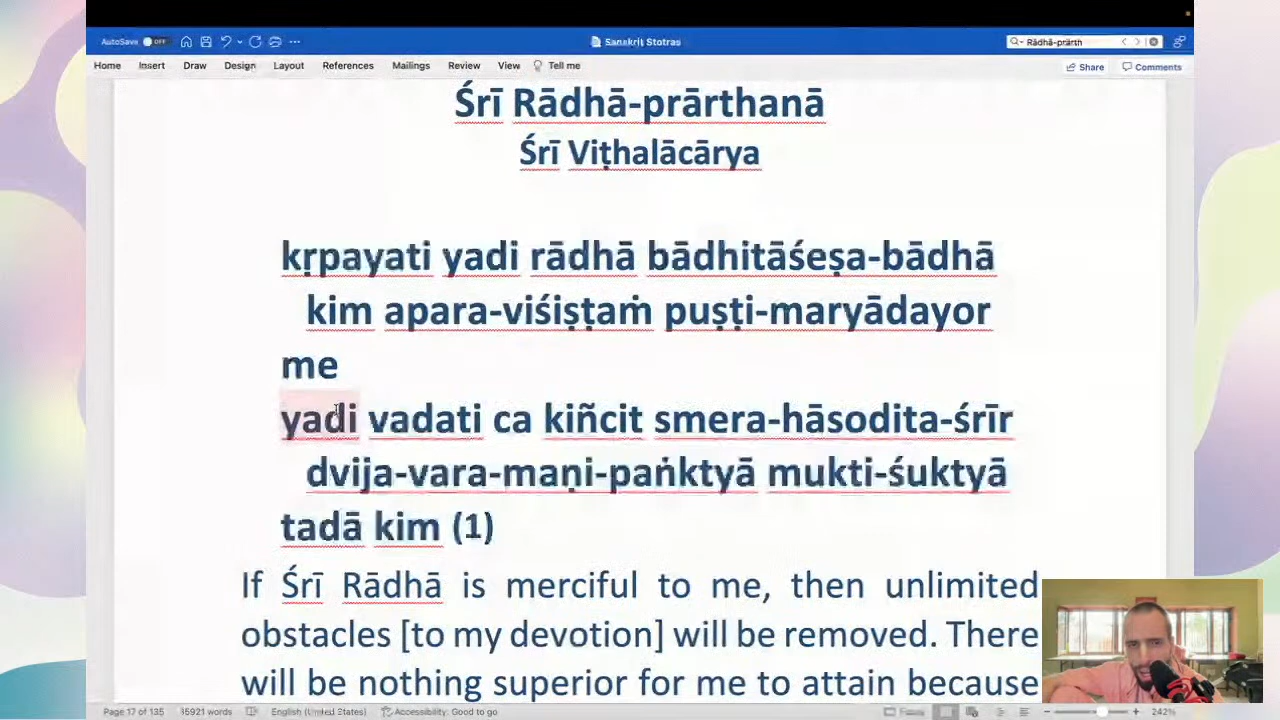 AutoSave OFF
Sanskrit Stotras
Rādhā-prārth
Home Insert Draw Design Layout References Mailings Review View Tell me
Share Comments
Śrī Rādhā-prārthanā
Śrī Viṭhalācārya
kṛpayati yadi rādhā bādhitāśeṣa-bādhā
kim apara-viśiṣṭaṁ puṣṭi-maryādayor
me
yadi vadati ca kiñcit smera-hāsodita-śrīr
dvija-vara-maṇi-paṅktyā mukti-śuktyā
tadā kim (1)
If Śrī Rādhā is merciful to me, then unlimited
obstacles [to my devotion] will be removed. There
will be nothing superior for me to attain because
Page 17 of 135 15921 words English (United States) Accessibility: Good to go Focus 242%